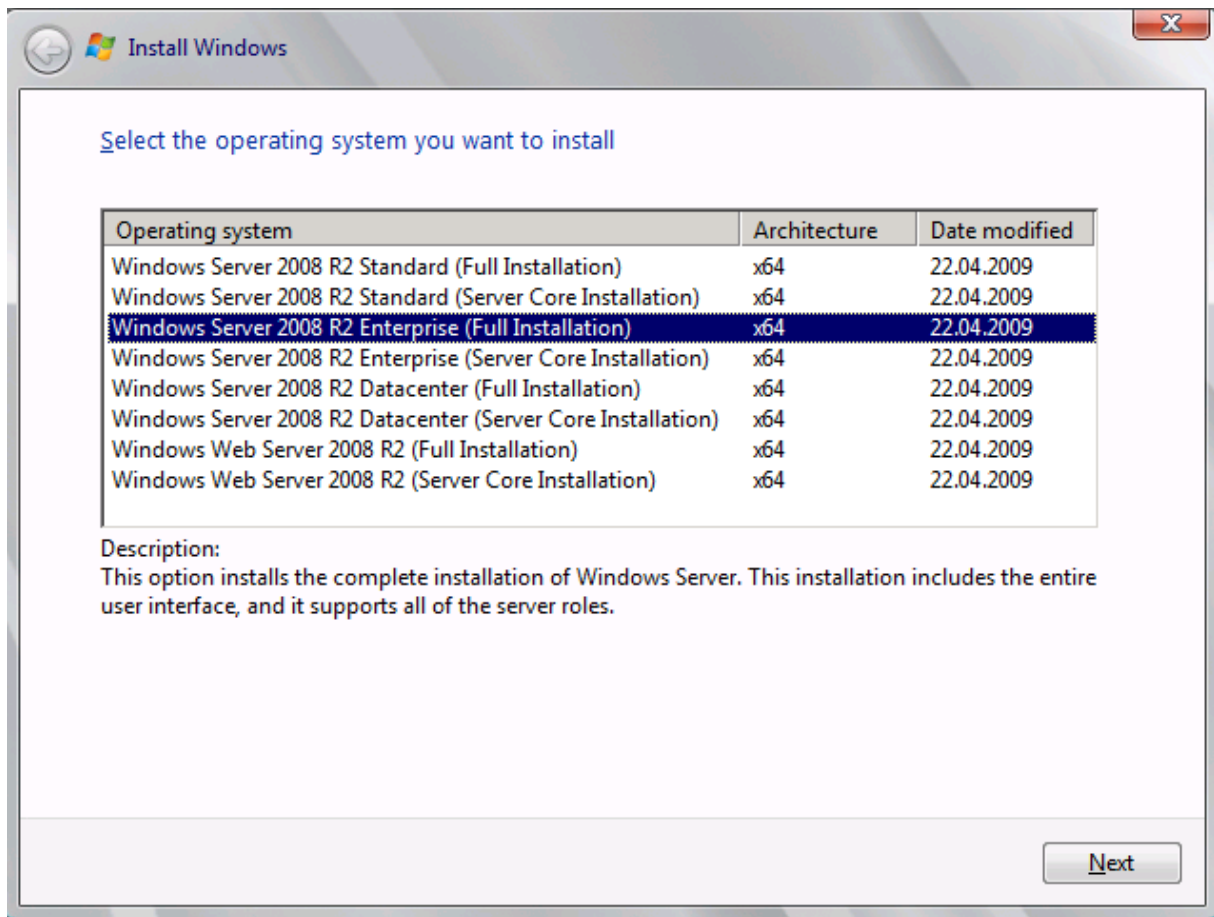 Install Windows
Select the operating system you want to install
Operating system Architecture Date modified
Windows Server 2008 R2 Standard (Full Installation) x64 22.04.2009
Windows Server 2008 R2 Standard (Server Core Installation) x64 22.04.2009
Windows Server 2008 R2 Enterprise (Full Installation) x64 22.04.2009
Windows Server 2008 R2 Enterprise (Server Core Installation) x64 22.04.2009
Windows Server 2008 R2 Datacenter (Full Installation) x64 22.04.2009
Windows Server 2008 R2 Datacenter (Server Core Installation) x64 22.04.2009
Windows Web Server 2008 R2 (Full Installation) x64 22.04.2009
Windows Web Server 2008 R2 (Server Core Installation) x64 22.04.2009
Description:
This option installs the complete installation of Windows Server. This installation includes the entire
user interface, and it supports all of the server roles.
Next